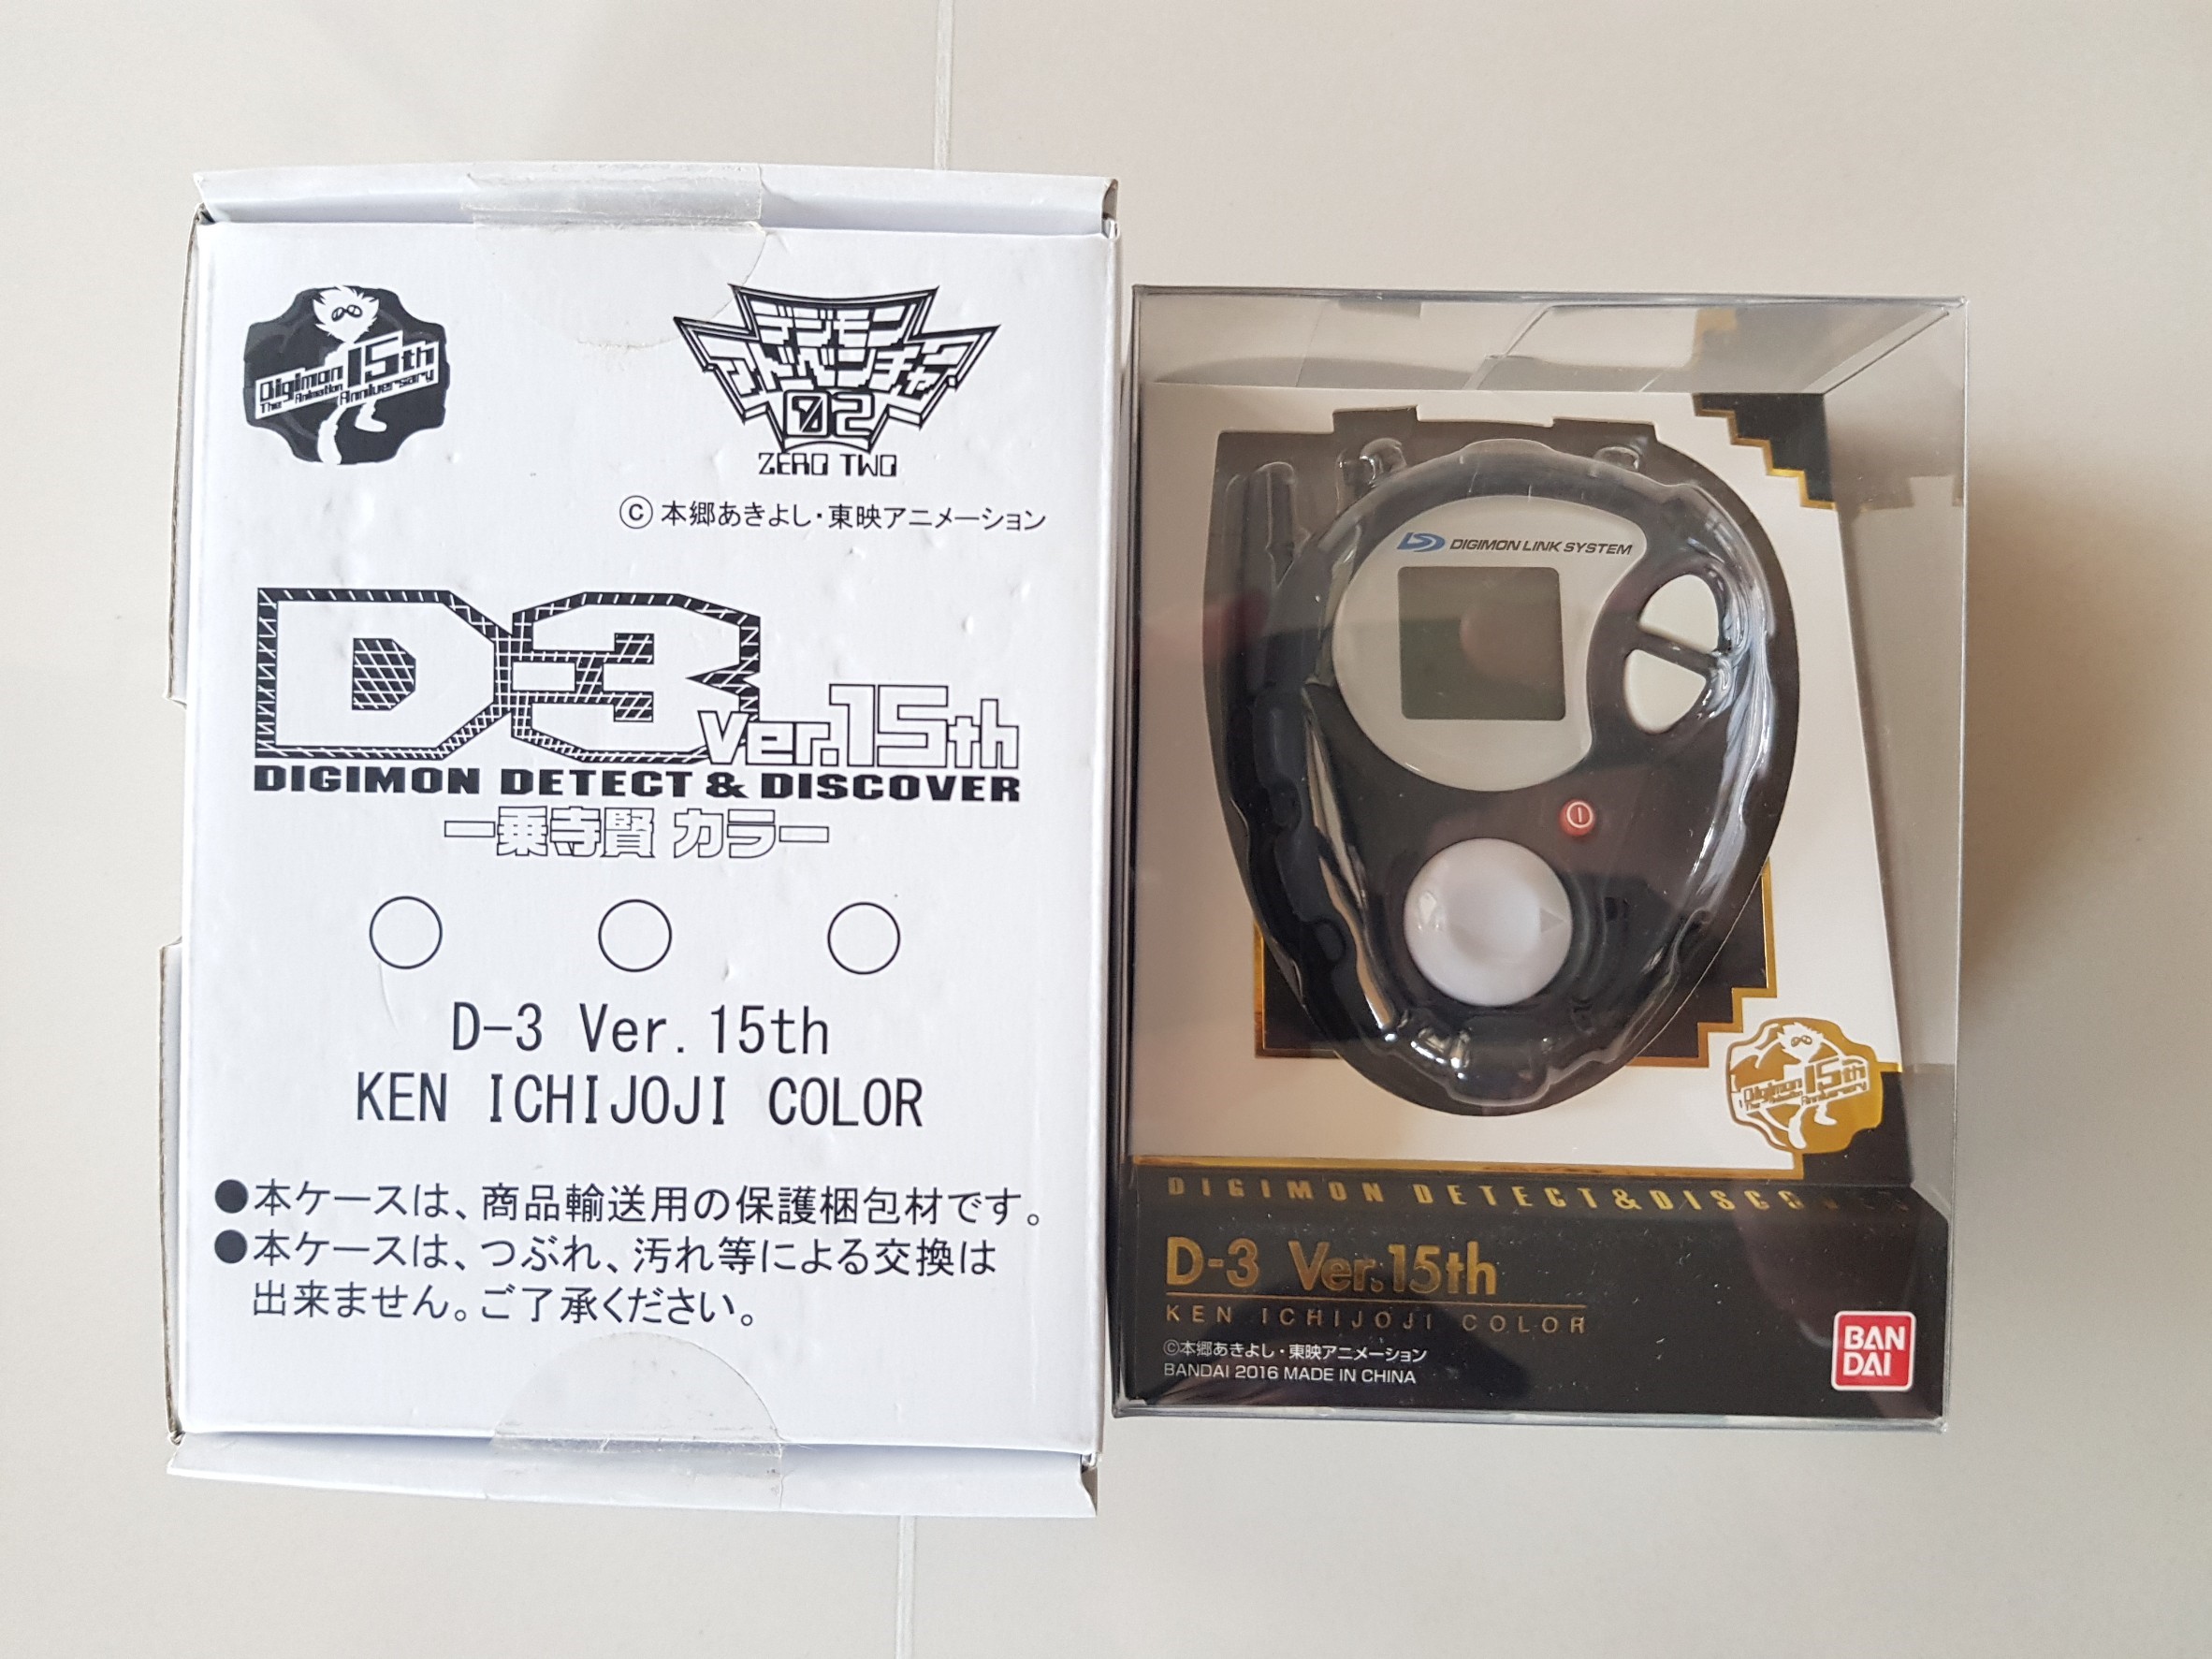 Digimon 15th
The Animation Anniversary
デジモン
アドベンチャー
02
ZERO TWO
Ⓒ本郷あきよし・東映アニメーション
D-3 Ver.15th
DIGIMON DETECT & DISCOVER
一乗寺賢 カラー
D-3 Ver.15th
KEN ICHIJOJI COLOR
●本ケースは、商品輸送用の保護梱包材です。
●本ケースは、つぶれ、汚れ等による交換は
出来ません。ご了承ください。
DIGIMON LINK SYSTEM
Digimon 15th
The Animation Anniversary
DIGIMON DETECT&DISCOVER
D-3 Ver.15th
KEN ICHIJOJI COLOR
Ⓒ本郷あきよし・東映アニメーション
BANDAI 2016 MADE IN CHINA
BAN
DAI